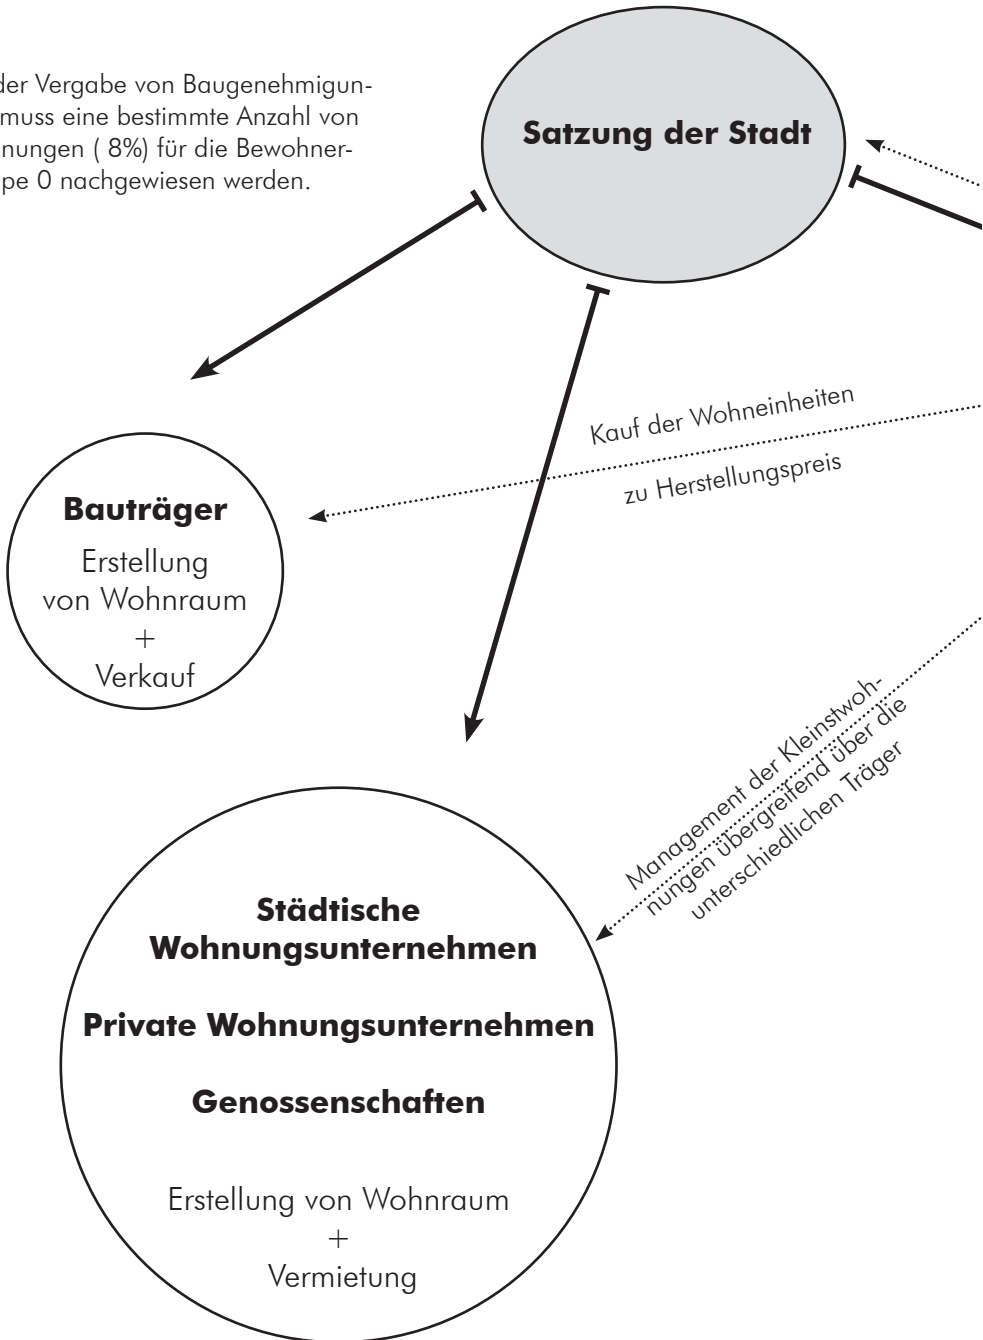 der Vergabe von Baugenehmigun-
muss eine bestimmte Anzahl von
nungen ( 8%) für die Bewohner-
pe 0 nachgewiesen werden.
Satzung der Stadt
Kauf der Wohneinheiten
zu Herstellungspreis
Bauträger
Erstellung
von Wohnraum
+
Verkauf
Management der Kleinstwoh-
nungen übergreifend über die
unterschiedlichen Träger
Städtische
Wohnungsunternehmen
Private Wohnungsunternehmen
Genossenschaften
Erstellung von Wohnraum
+
Vermietung